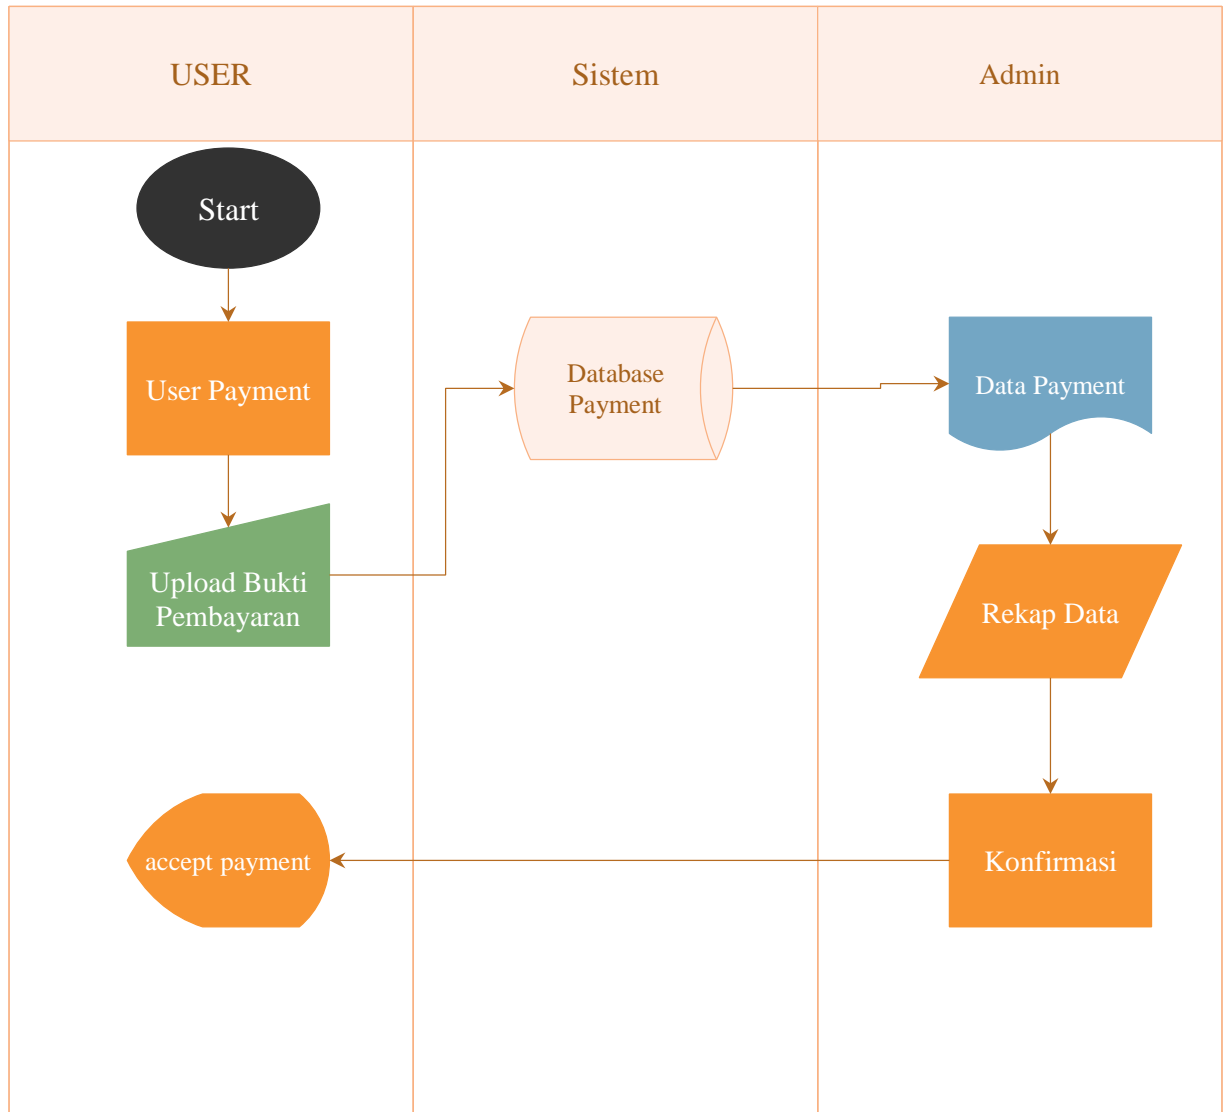 USER
Sistem
Admin
Start
User Payment
Database
Payment
Data Payment
Upload Bukti
Pembayaran
Rekap Data
accept payment
Konfirmasi